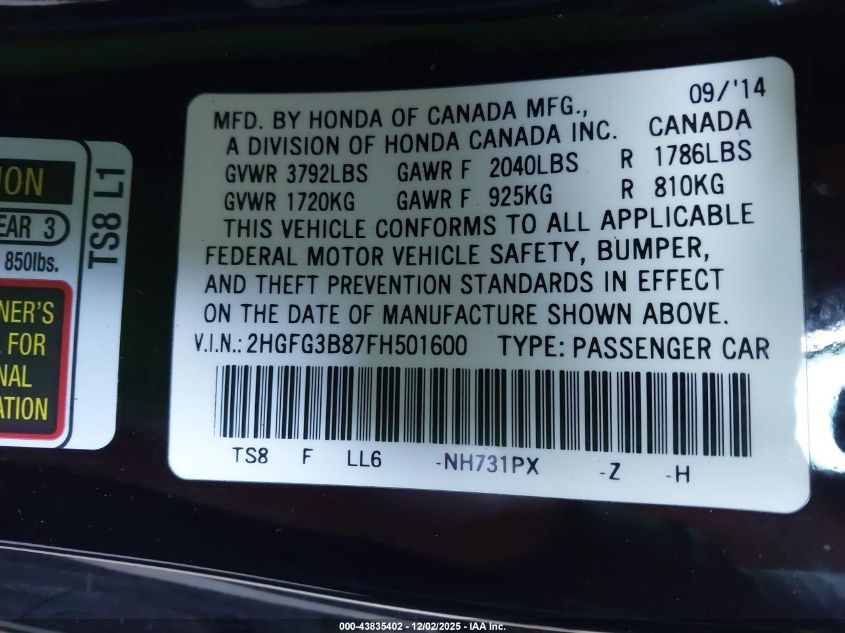 ION
EAR 3
850lbs.
NER'S
FOR
NAL
ATION
TS8 L1
09/'14
MFD. BY HONDA OF CANADA MFG.,
A DIVISION OF HONDA CANADA INC. CANADA
GVWR 3792LBS GAWR F 2040LBS R 1786LBS
GVWR 1720KG GAWR F 925KG R 810KG
THIS VEHICLE CONFORMS TO ALL APPLICABLE
FEDERAL MOTOR VEHICLE SAFETY, BUMPER,
AND THEFT PREVENTION STANDARDS IN EFFECT
ON THE DATE OF MANUFACTURE SHOWN ABOVE.
V.I.N.: 2HGFG3B87FH501600 TYPE: PASSENGER CAR
TS8 F LL6 -NH731PX -Z -H
000-43835402 - 12/02/2025 - IAA Inc.